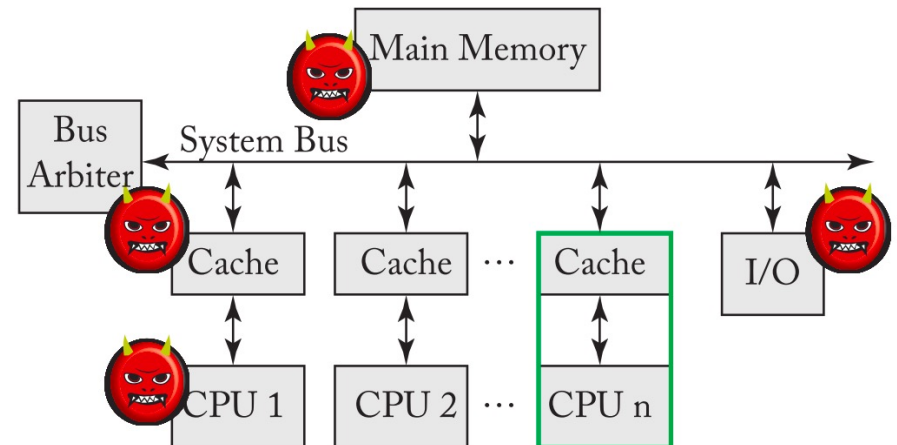 Main Memory
Bus
Arbiter
System Bus
Cache
Cache
...
Cache
I/O
CPU 1
CPU 2
...
CPU n